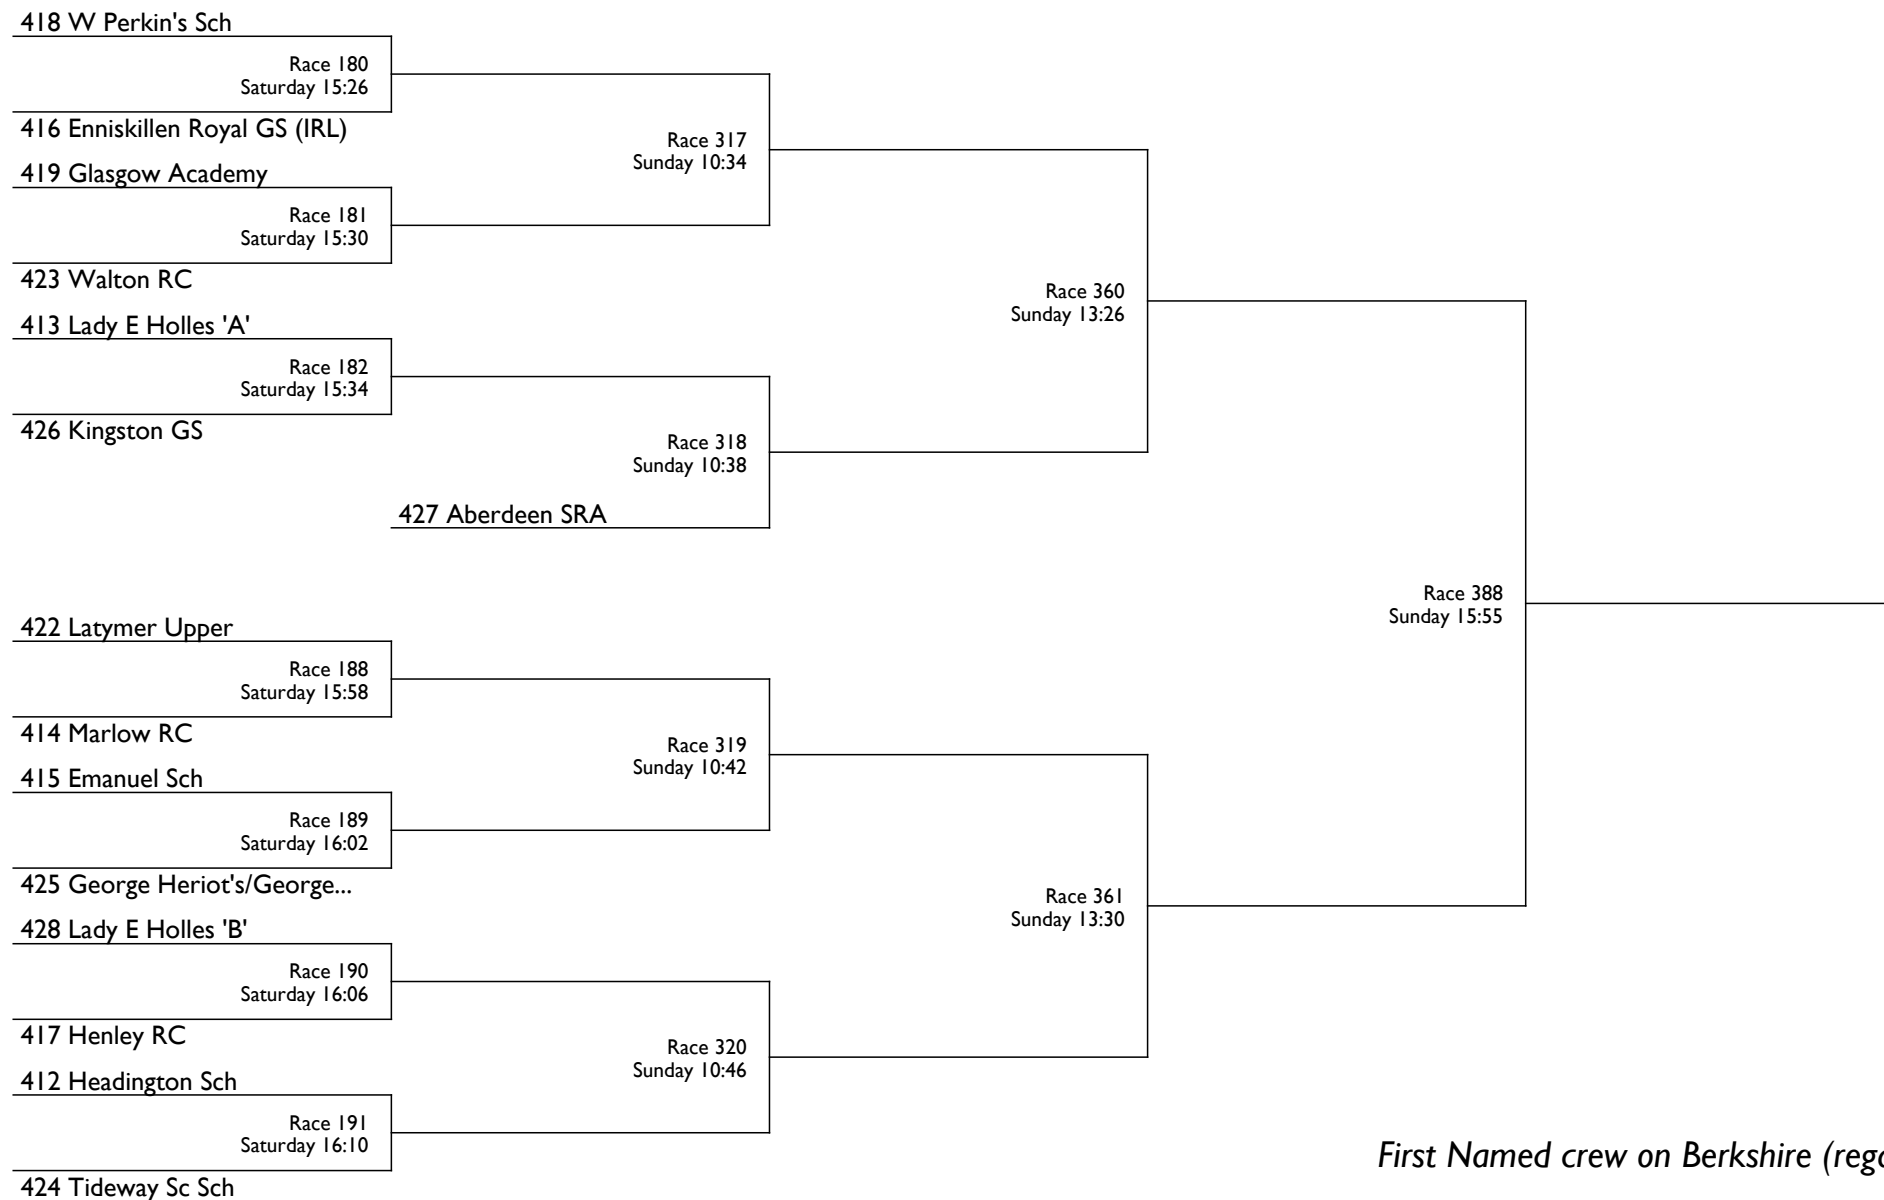 418 W Perkin's Sch
Race 180
Saturday 15:26
416 Enniskillen Royal GS (IRL)
Race 317
Sunday 10:34
419 Glasgow Academy
Race 181
Saturday 15:30
423 Walton RC
Race 360
Sunday 13:26
413 Lady E Holles 'A'
Race 182
Saturday 15:34
426 Kingston GS
Race 318
Sunday 10:38
427 Aberdeen SRA
Race 388
Sunday 15:55
422 Latymer Upper
Race 188
Saturday 15:58
414 Marlow RC
Race 319
Sunday 10:42
415 Emanuel Sch
Race 189
Saturday 16:02
425 George Heriot's/George...
Race 361
Sunday 13:30
428 Lady E Holles 'B'
Race 190
Saturday 16:06
417 Henley RC
Race 320
Sunday 10:46
412 Headington Sch
Race 191
Saturday 16:10
424 Tideway Sc Sch
First Named crew on Berkshire